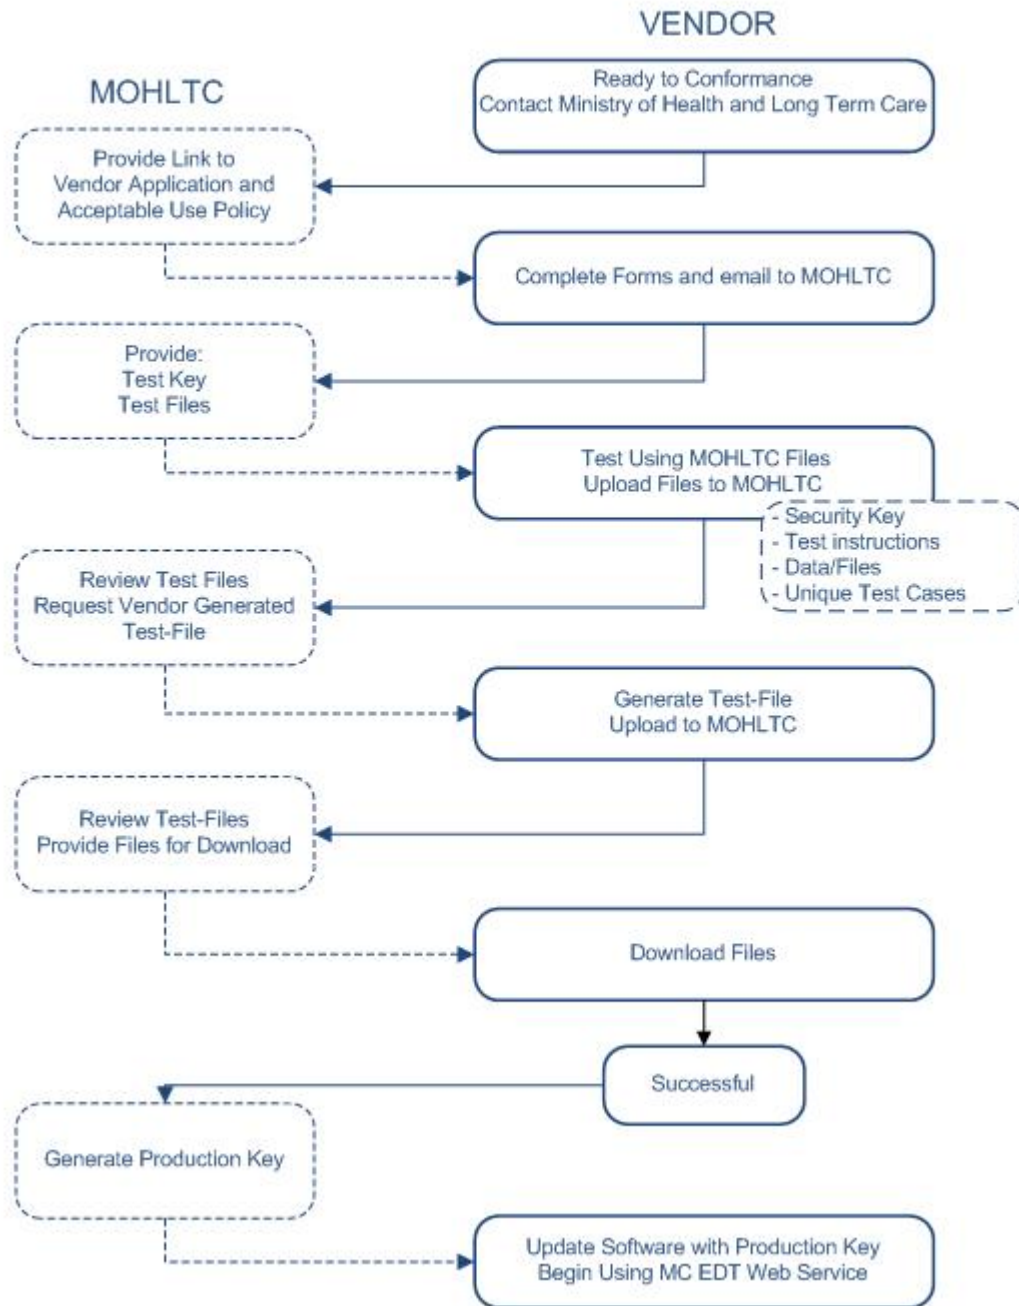 VENDOR
MOHLTC
Ready to Conformance
Contact Ministry of Health and Long Term Care
Provide Link to
Vendor Application and
Acceptable Use Policy
Complete Forms and email to MOHLTC
Provide:
Test Key
Test Files
Test Using MOHLTC Files
Upload Files to MOHLTC
- Security Key
- Test instructions
- Data/Files
- Unique Test Cases
Review Test Files
Request Vendor Generated
Test-File
Generate Test-File
Upload to MOHLTC
Review Test-Files
Provide Files for Download
Download Files
Successful
Generate Production Key
Update Software with Production Key
Begin Using MC EDT Web Service